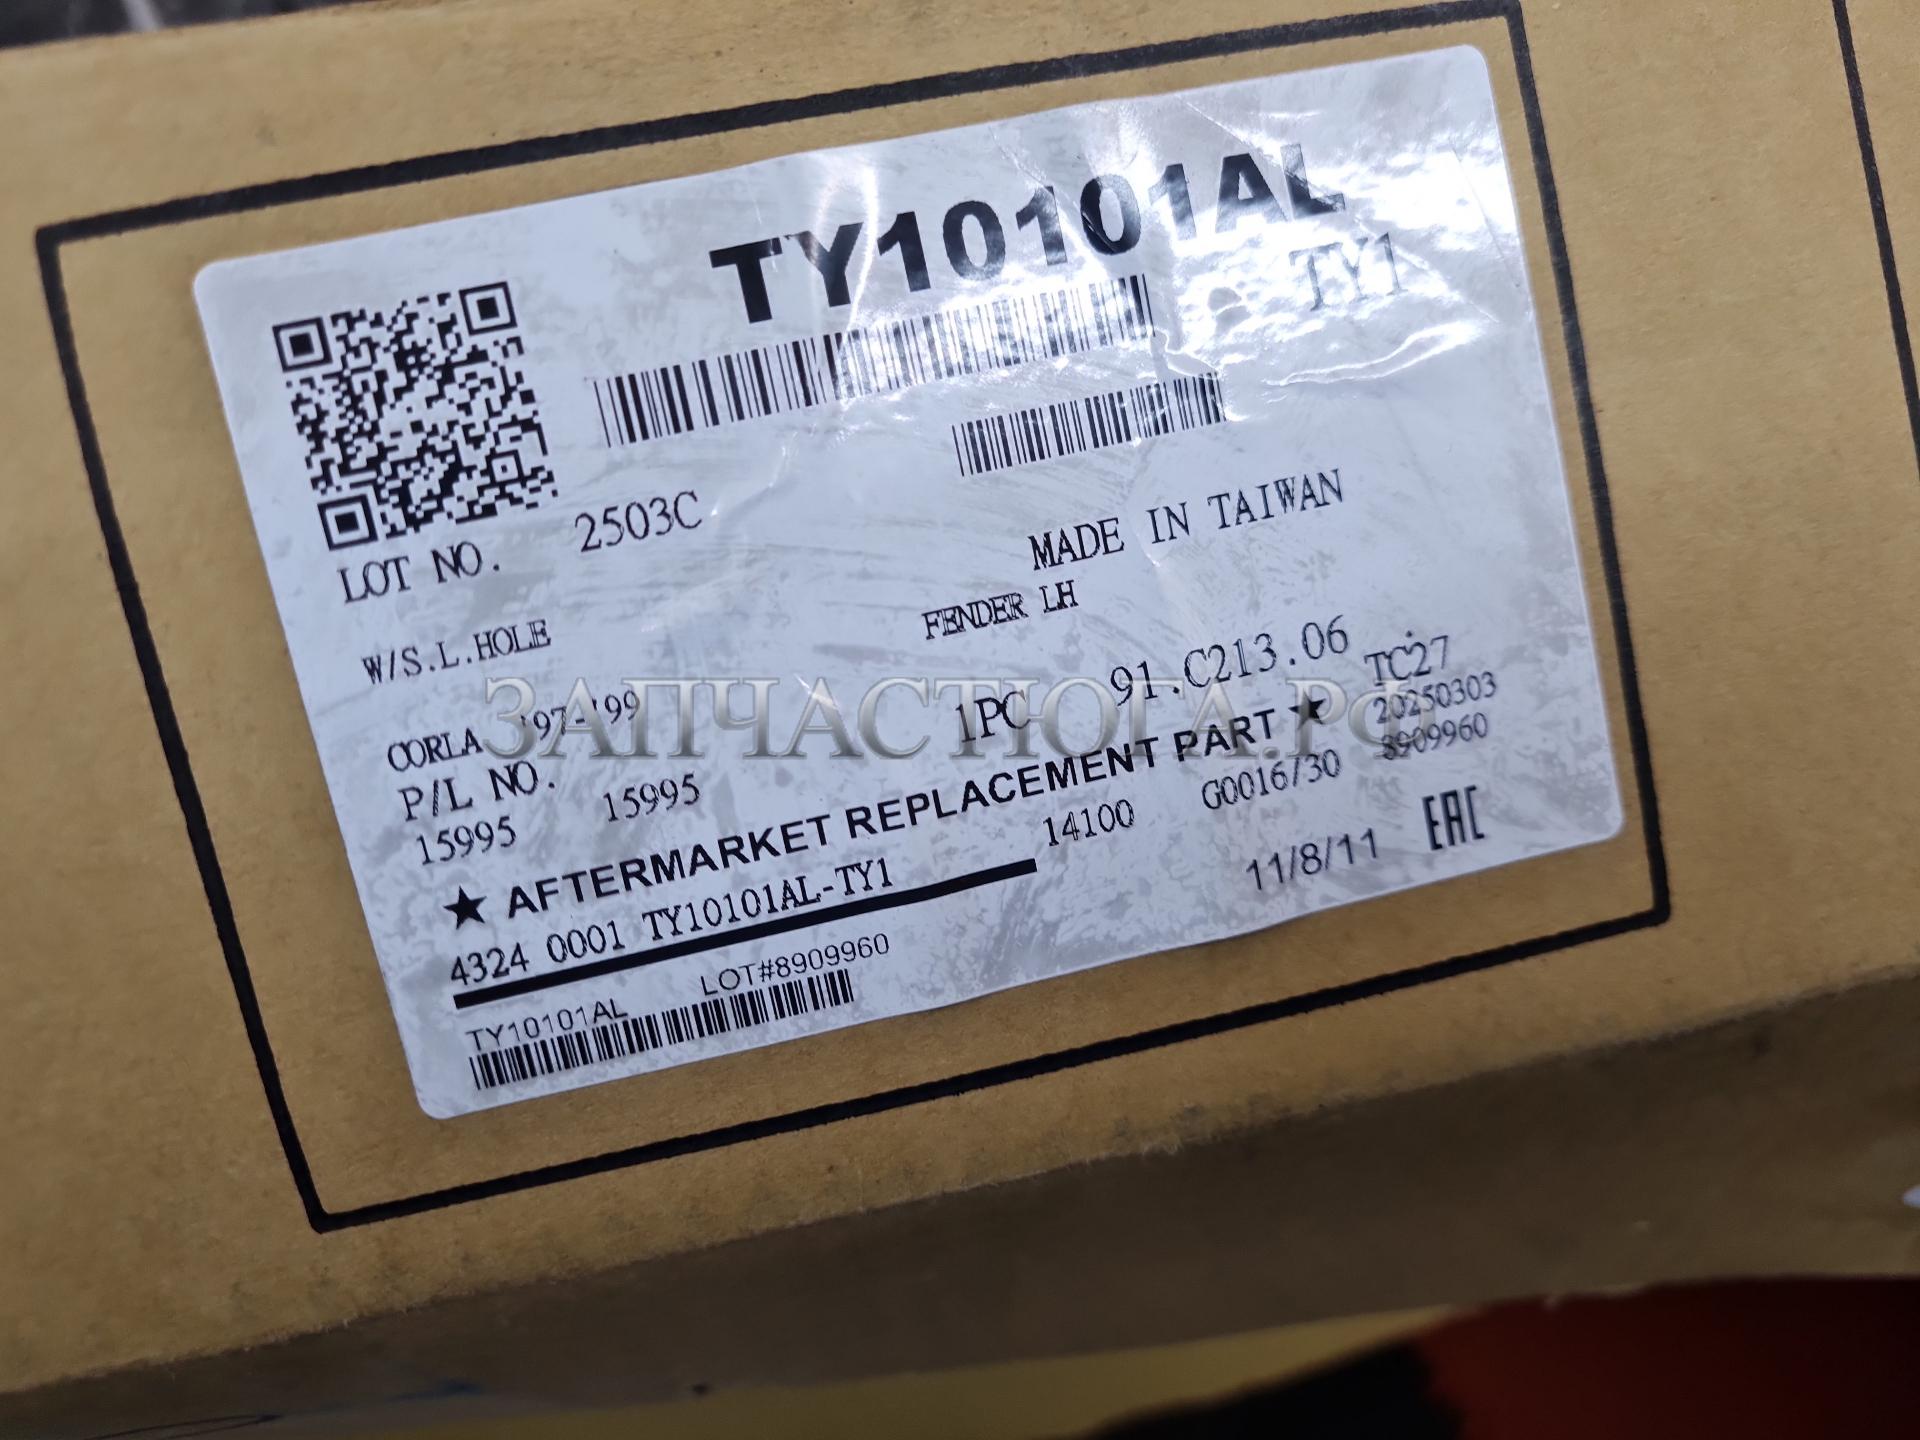 TY10101AL
TY1
LOT NO. 2503C
MADE IN TAIWAN
W/S.L.HOLE
FENDER LH
CORLA '97-'99
1PC
91.C213.06
TC27
P/L NO. 15995
20250303
15995
★ AFTERMARKET REPLACEMENT PART ★
8909960
4324 0001 TY10101AL-TY1
14100
G0016/30
11/8/11
EAC
TY10101AL
LOT#8909960
ЗАПЧАСТЮГА.РФ